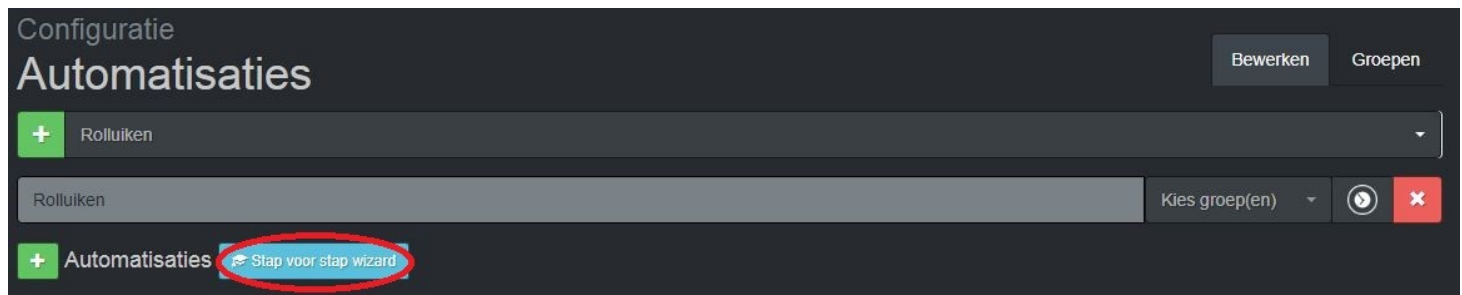 Configuratie
Automatisaties
Bewerken Groepen
Rolluiken
Rolluiken Kies groep(en)
Automatisaties Stap voor stap wizard